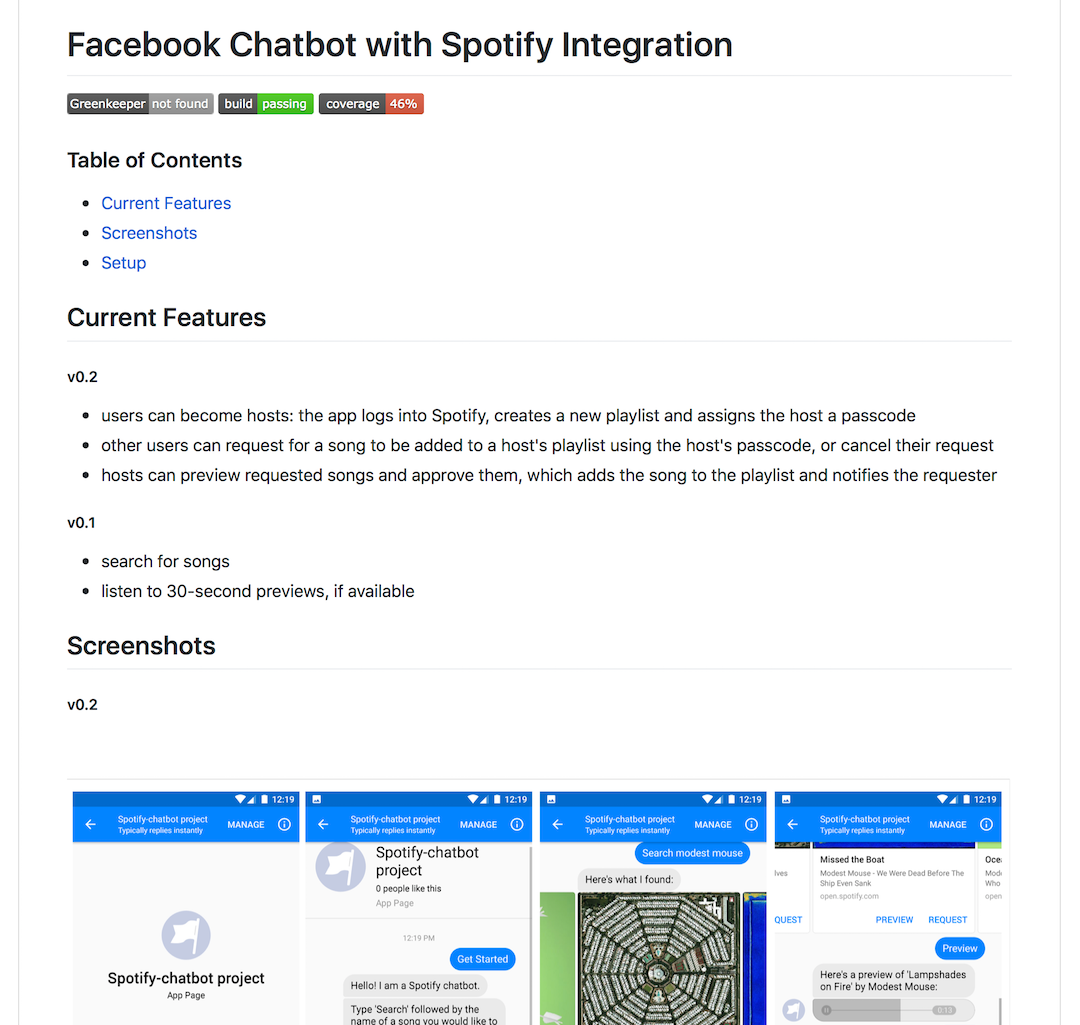 Facebook Chatbot with Spotify Integration
Greenkeeper not found build passing coverage 46%
Table of Contents
Current Features
Screenshots
Setup
Current Features
v0.2
users can become hosts: the app logs into Spotify, creates a new playlist and assigns the host a passcode
other users can request for a song to be added to a host's playlist using the host's passcode, or cancel their request
hosts can preview requested songs and approve them, which adds the song to the playlist and notifies the requester
v0.1
search for songs
listen to 30-second previews, if available
Screenshots
v0.2
12:19
Spotify-chatbot project
Typically replies instantly
MANAGE
Spotify-chatbot project
App Page
12:19
Spotify-chatbot project
Typically replies instantly
MANAGE
Spotify-chatbot
project
0 people like this
App Page
12:19 PM
Get Started
Hello! I am a Spotify chatbot.
Type 'Search' followed by the
name of a song you would like to
12:19
Spotify-chatbot project
Typically replies instantly
MANAGE
Search modest mouse
Here's what I found:
12:19
Spotify-chatbot project
Typically replies instantly
MANAGE
lves
QUEST
Missed the Boat
Modest Mouse - We Were Dead Before The
Ship Even Sank
open.spotify.com
PREVIEW REQUEST
Ocea
Mode
Who
open
Preview
Here's a preview of 'Lampshades
on Fire' by Modest Mouse:
0:19